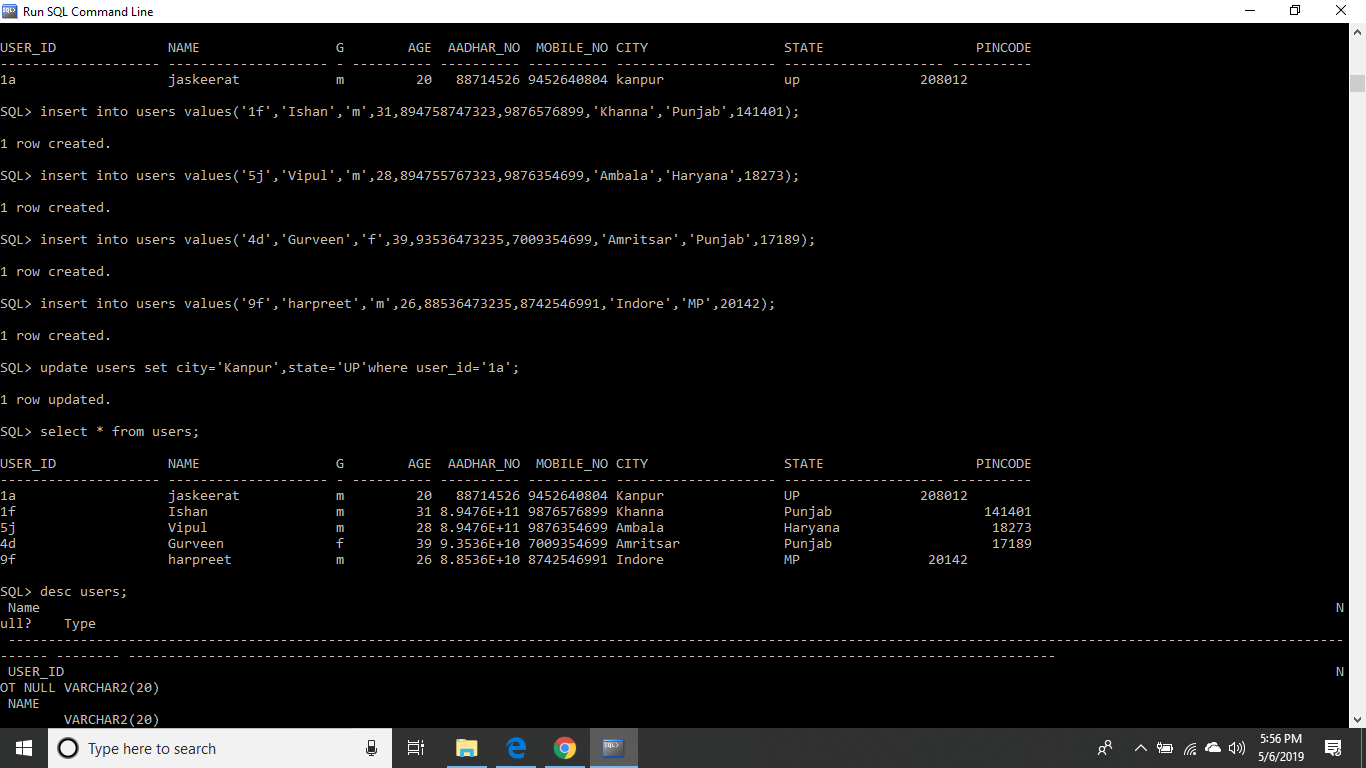 Run SQL Command Line
USER_ID NAME G AGE AADHAR_NO MOBILE_NO CITY STATE PINCODE
-------------------- -------------------- - ---------- ---------- ---------- -------------------- -------------------- ----------
1a jaskeerat m 20 88714526 9452640804 kanpur up 208012
SQL> insert into users values('1f','Ishan','m',31,894758747323,9876576899,'Khanna','Punjab',141401);
1 row created.
SQL> insert into users values('5j','Vipul','m',28,894755767323,9876354699,'Ambala','Haryana',18273);
1 row created.
SQL> insert into users values('4d','Gurveen','f',39,93536473235,7009354699,'Amritsar','Punjab',17189);
1 row created.
SQL> insert into users values('9f','harpreet','m',26,88536473235,8742546991,'Indore','MP',20142);
1 row created.
SQL> update users set city='Kanpur',state='UP'where user_id='1a';
1 row updated.
SQL> select * from users;
USER_ID NAME G AGE AADHAR_NO MOBILE_NO CITY STATE PINCODE
-------------------- -------------------- - ---------- ---------- ---------- -------------------- -------------------- ----------
1a jaskeerat m 20 88714526 9452640804 Kanpur UP 208012
1f Ishan m 31 8.9476E+11 9876576899 Khanna Punjab 141401
5j Vipul m 28 8.9476E+11 9876354699 Ambala Haryana 18273
4d Gurveen f 39 9.3536E+10 7009354699 Amritsar Punjab 17189
9f harpreet m 26 8.8536E+10 8742546991 Indore MP 20142
SQL> desc users;
Name N
ull? Type
USER_ID N
OT NULL VARCHAR2(20)
NAME
VARCHAR2(20)
Type here to search
5:56 PM
5/6/2019